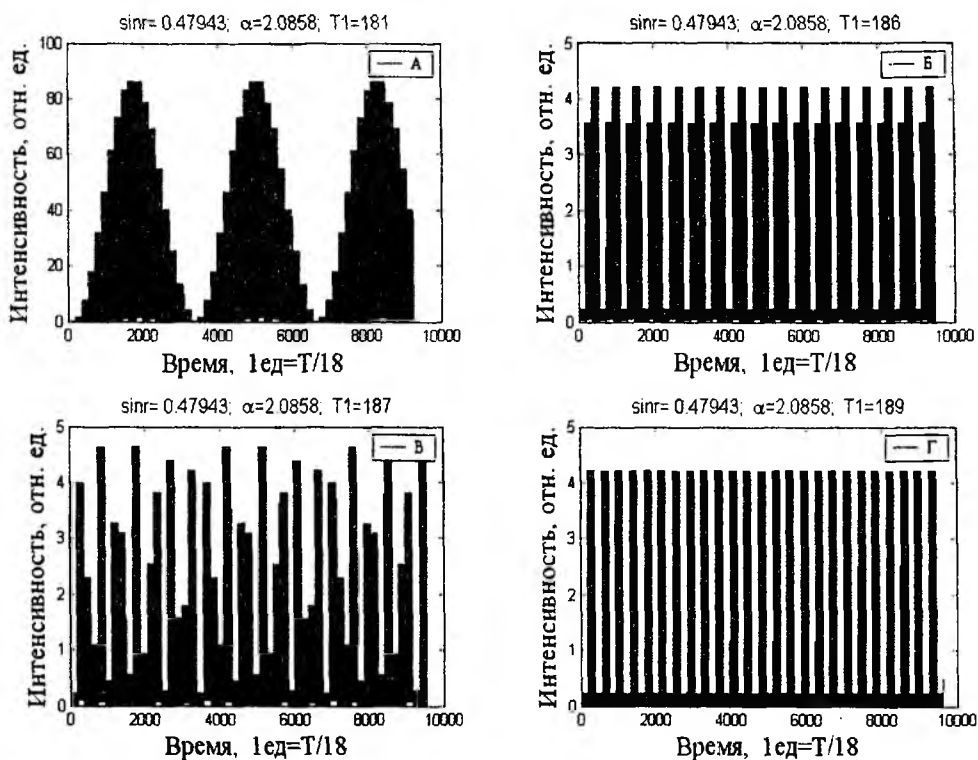 sinr= 0.47943; α=2.0858; T1=181
Интенсивность, отн. ед.
100
80
60
40
20
0
А
0 2000 4000 6000 8000 10000
Время, 1ед=T/18
sinr= 0.47943; α=2.0858; T1=186
Интенсивность, отн. ед.
5
4
3
2
1
0
Б
0 2000 4000 6000 8000 10000
Время, 1ед=T/18
sinr= 0.47943; α=2.0858; T1=187
Интенсивность, отн. ед.
5
4
3
2
1
0
В
0 2000 4000 6000 8000 10000
Время, 1ед=T/18
sinr= 0.47943; α=2.0858; T1=189
Интенсивность, отн. ед.
5
4
3
2
1
0
Г
0 2000 4000 6000 8000 10000
Время, 1ед=T/18